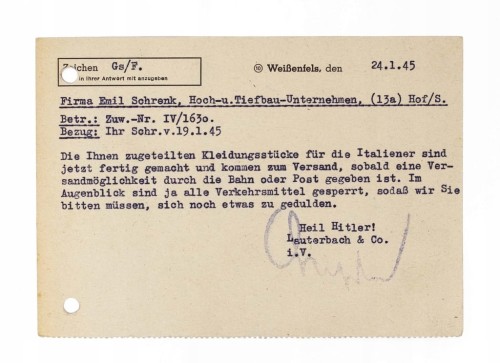 Zeichen Gs/F.
in Ihrer Antwort mit anzugeben
⑩ Weißenfels, den 24.1.45
Firma Emil Schrenk, Hoch-u.Tiefbau-Unternehmen, (13a) Hof/S.
Betr.: Zuw.-Nr. IV/163o.
Bezug: Ihr Schr.v.19.1.45
Die Ihnen zugeteilten Kleidungsstücke für die Italiener sind
jetzt fertig gemacht und kommen zum Versand, sobald eine Ver-
sandmöglichkeit durch die Bahn oder Post gegeben ist. Im
Augenblick sind ja alle Verkehrsmittel gesperrt, sodaß wir Sie
bitten müssen, sich noch etwas zu gedulden.
Heil Hitler!
Lauterbach & Co.
i.V.